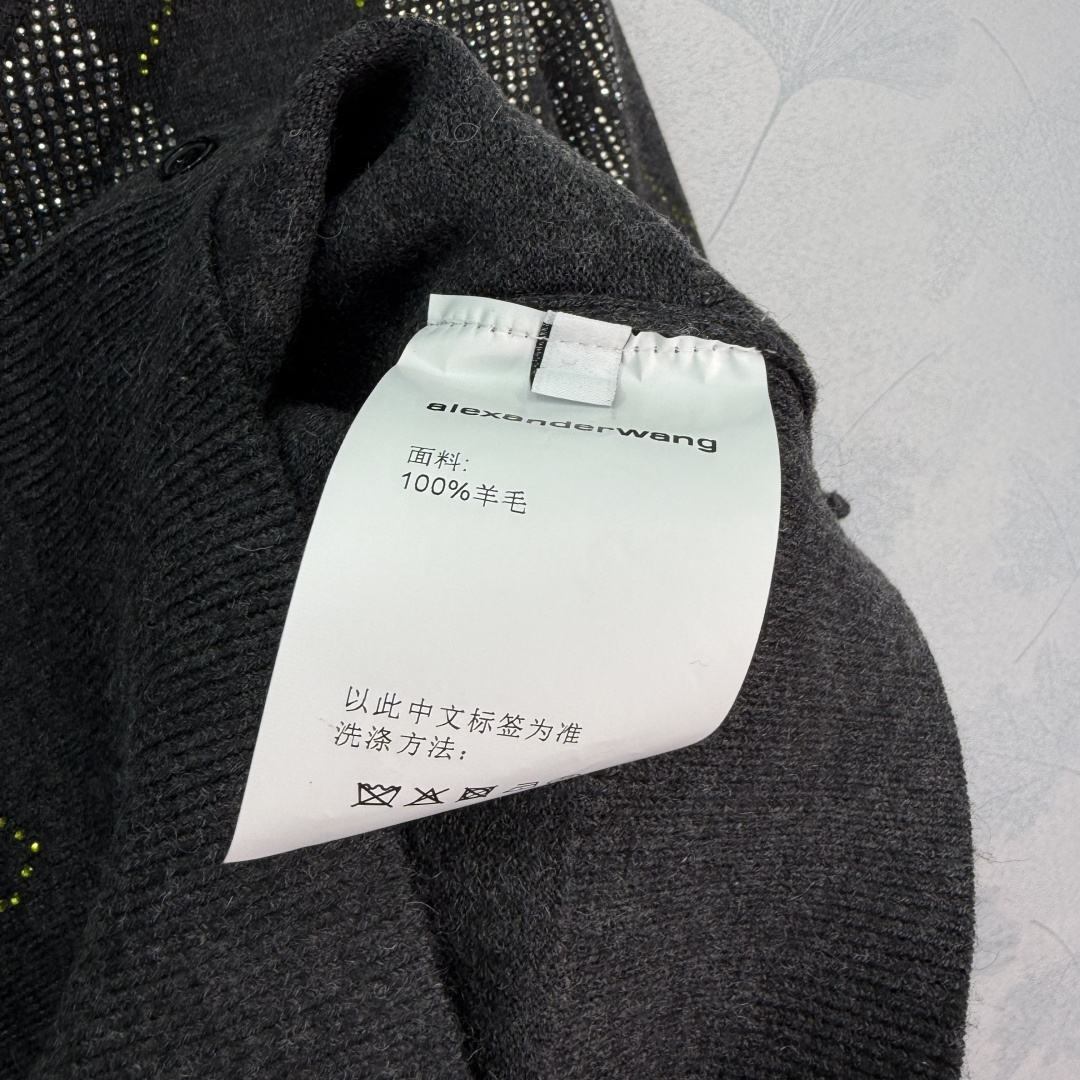 alexanderwang
面料:
100%羊毛
以此中文标签为准
洗涤方法：